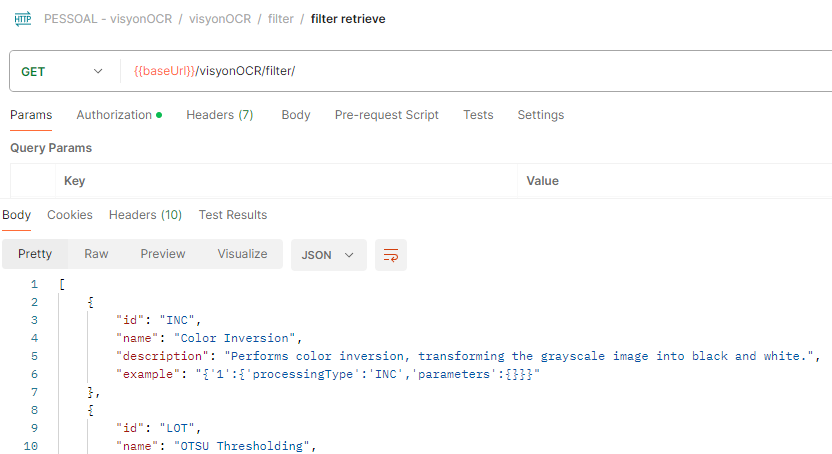 HTTP PESSOAL - visyonOCR / visyonOCR / filter / filter retrieve
GET {{baseUrl}}/visyonOCR/filter/
Params Authorization Headers (7) Body Pre-request Script Tests Settings
Query Params
Key Value
Body Cookies Headers (10) Test Results
Pretty Raw Preview Visualize JSON
1 [
2 {
3 "id": "INC",
4 "name": "Color Inversion",
5 "description": "Performs color inversion, transforming the grayscale image into black and white.",
6 "example": "{'1':{'processingType':'INC','parameters':{}}}"
7 },
8 {
9 "id": "LOT",
10 "name": "OTSU Thresholding",